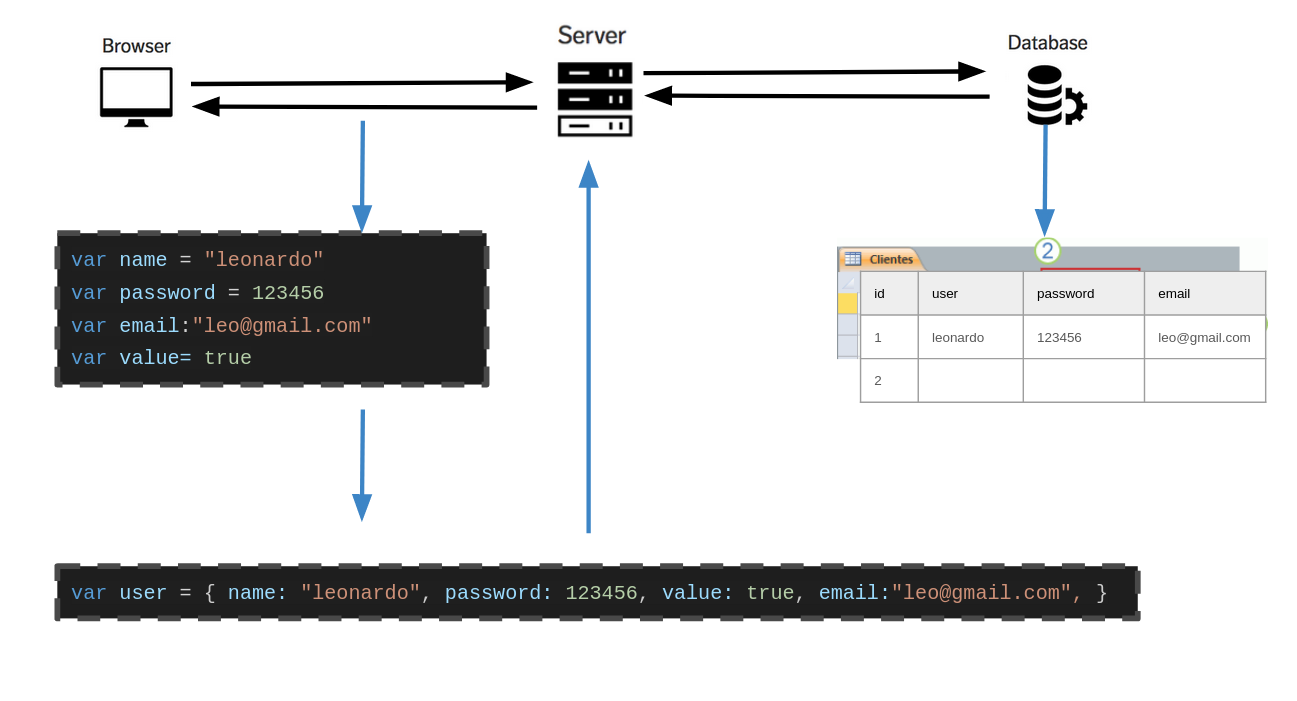 Browser
Server
Database
var name = "leonardo"
var password = 123456
var email:"leo@gmail.com"
var value= true
2
Clientes
id user password email
1 leonardo 123456 leo@gmail.com
2
var user = { name: "leonardo", password: 123456, value: true, email:"leo@gmail.com", }